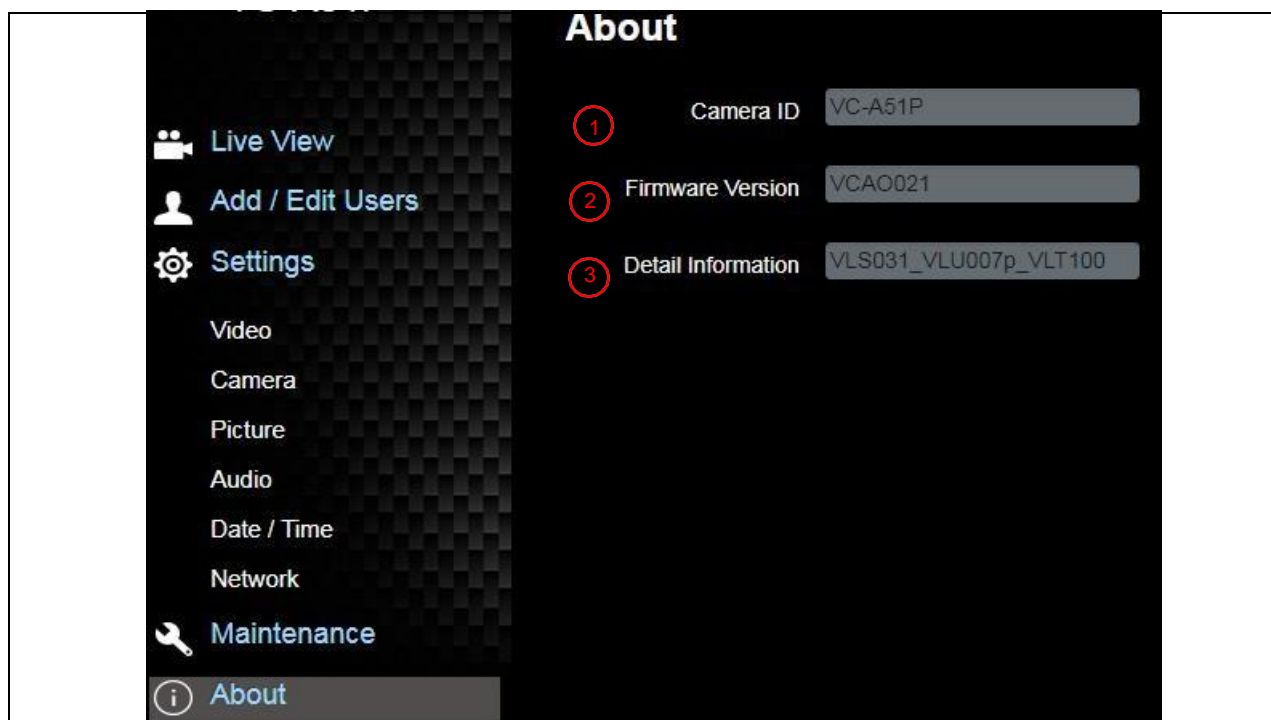 About
1
Camera ID
VC-A51P
2
Firmware Version
VCAO021
3
Detail Information
VLS031_VLU007p_VLT100
Live View
Add / Edit Users
Settings
Video
Camera
Picture
Audio
Date / Time
Network
Maintenance
About